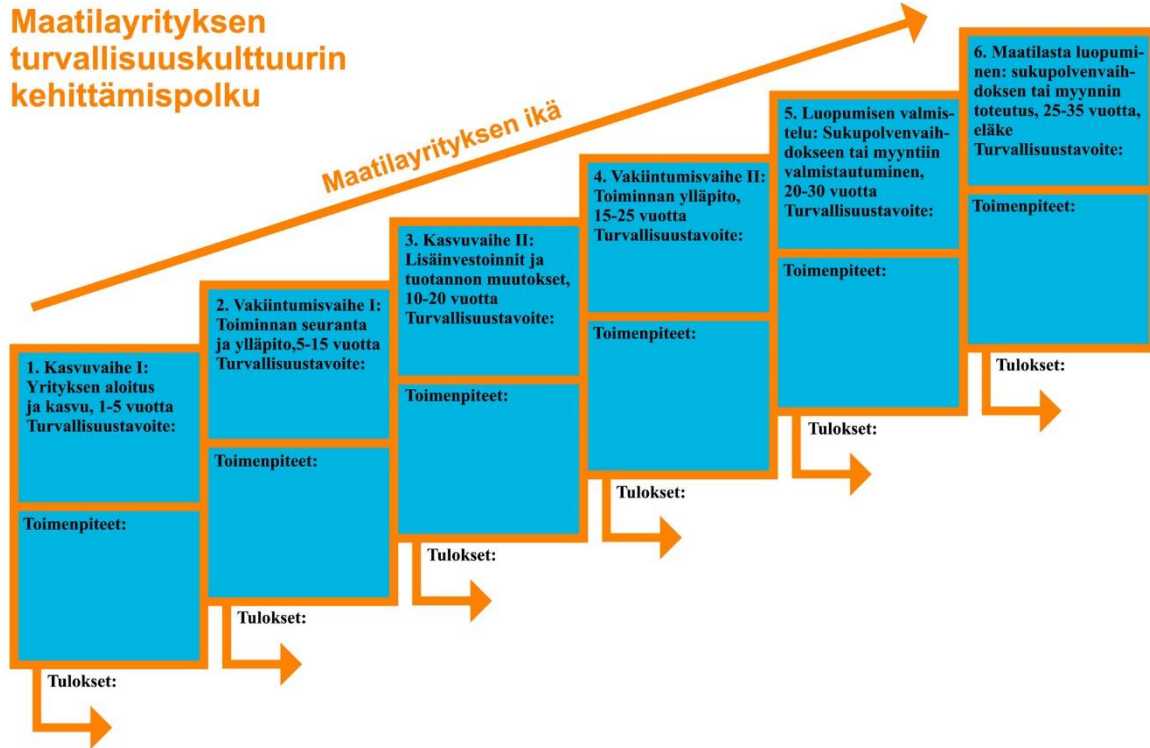 Maatilayrityksen
turvallisuuskulttuurin
kehittämispolku
Maatilayrityksen ikä
1. Kasvuvaihe I:
Yrityksen aloitus
ja kasvu, 1-5 vuotta
Turvallisuustavoite:
Toimenpiteet:
Tulokset:
2. Vakiintumisvaihe I:
Toiminnan seuranta
ja ylläpito,5-15 vuotta
Turvallisuustavoite:
Toimenpiteet:
Tulokset:
3. Kasvuvaihe II:
Lisäinvestoinnit ja
tuotannon muutokset,
10-20 vuotta
Turvallisuustavoite:
Toimenpiteet:
Tulokset:
4. Vakiintumisvaihe II:
Toiminnan ylläpito,
15-25 vuotta
Turvallisuustavoite:
Toimenpiteet:
Tulokset:
5. Luopumisen valmis-
telu: Sukupolvenvaih-
dokseen tai myyntiin
valmistautuminen,
20-30 vuotta
Turvallisuustavoite:
Toimenpiteet:
Tulokset:
6. Maatilasta luopumi-
nen: sukupolvenvaih-
doksen tai myynnin
toteutus, 25-35 vuotta,
eläke
Turvallisuustavoite:
Toimenpiteet:
Tulokset: